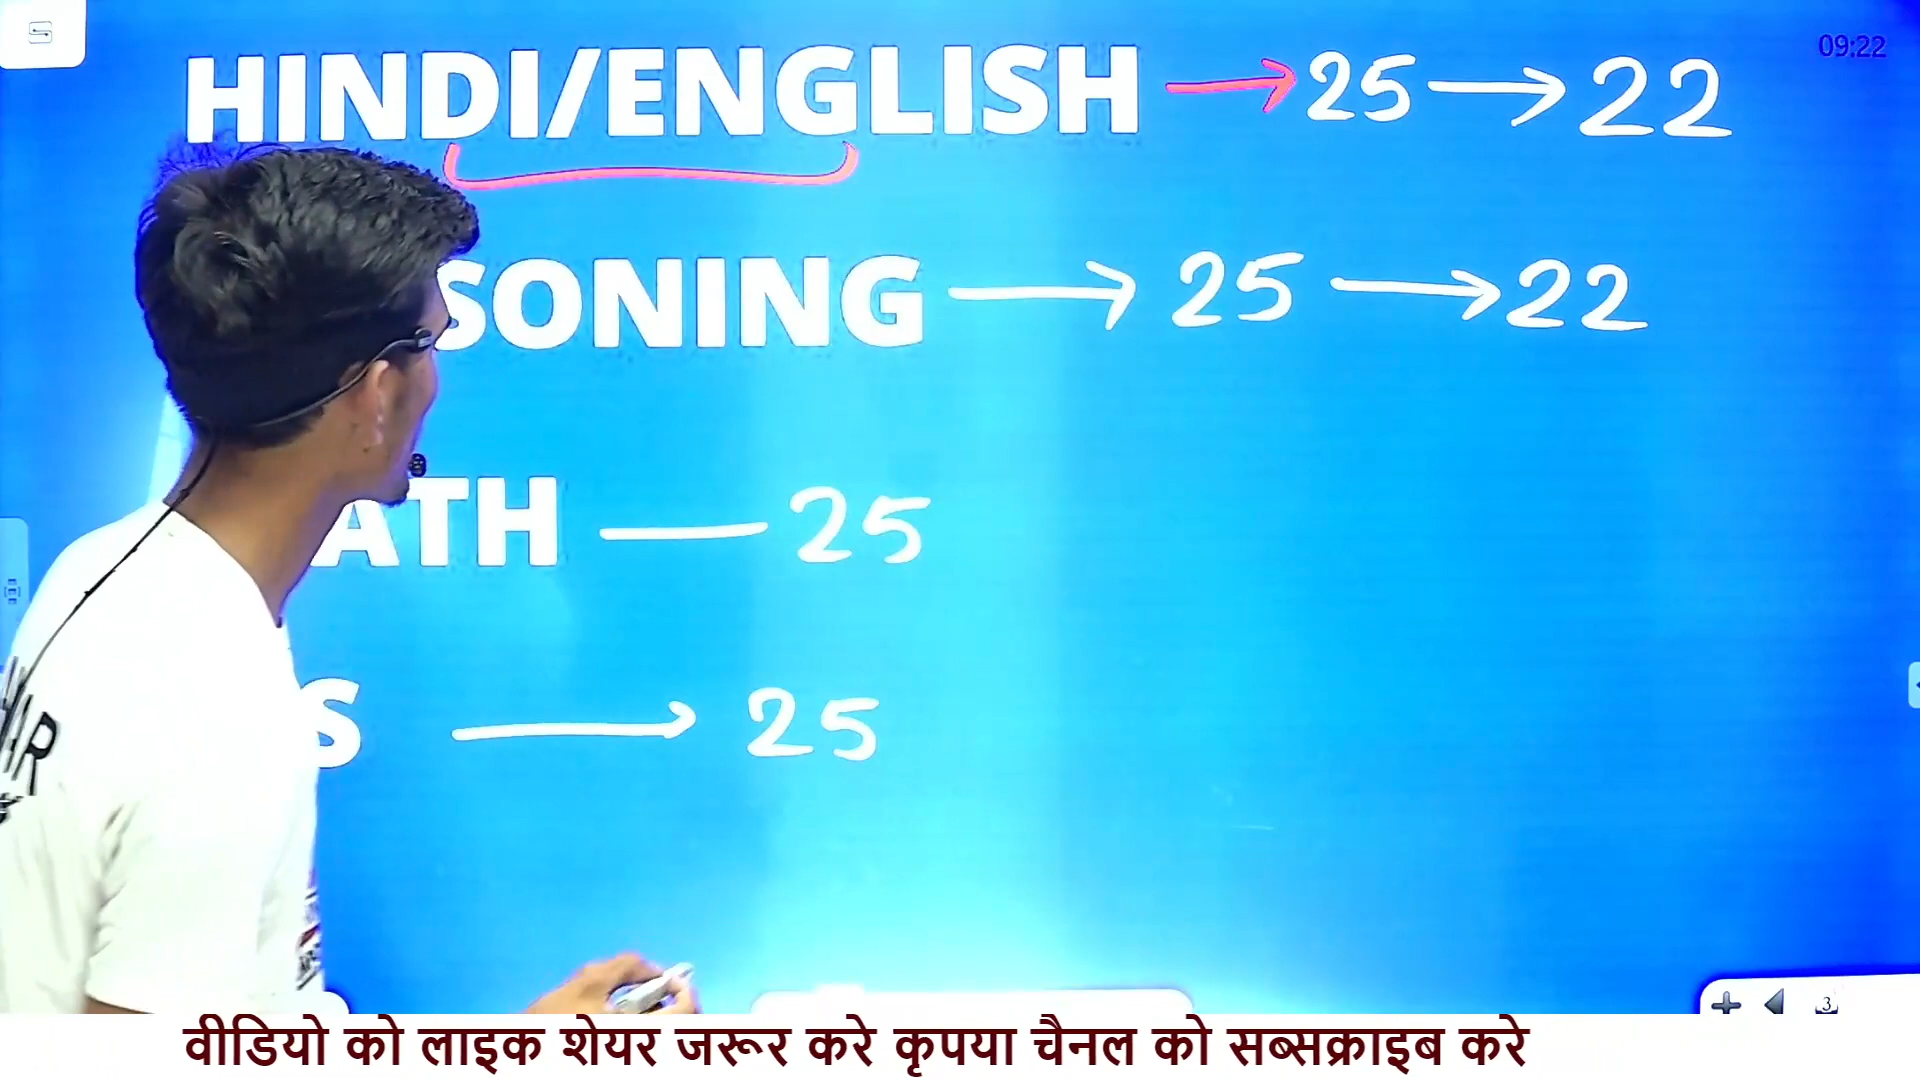 09:22
HINDI/ENGLISH → 25 → 22
SONING → 25 → 22
ATH — 25
S → 25
3
वीडियो को लाइक शेयर जरूर करे कृपया चैनल को सब्सक्राइब करे